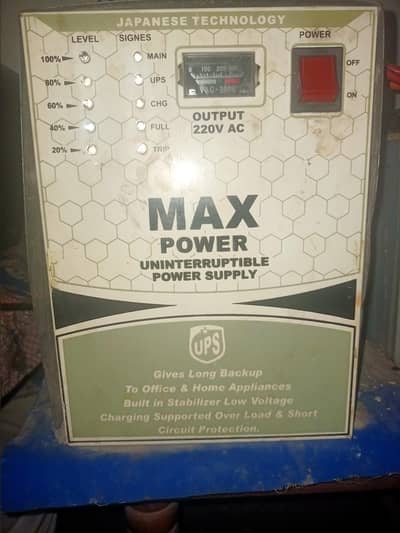 JAPANESE TECHNOLOGY
LEVEL SIGNES POWER
100% MAIN OFF
80% UPS
60% CHG ON
40% FULL
20% TRIP
OUTPUT
220V AC
MAX
POWER
UNINTERRUPTIBLE
POWER SUPPLY
UPS
Gives Long Backup
To Office & Home Appliances
Built in Stabilizer Low Voltage
Charging Supported Over Load & Short
Circuit Protection.